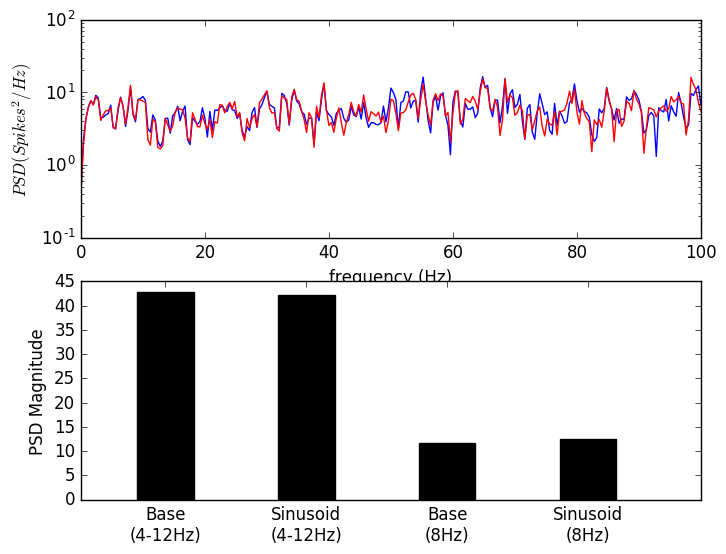 10^2
10^1
10^0
10^-1
PSD(Spikes^2/Hz)
0 20 40 60 80 100
frequency (Hz)
45
40
35
30
25
20
15
10
5
0
PSD Magnitude
Base Sinusoid Base Sinusoid
(4-12Hz) (4-12Hz) (8Hz) (8Hz)